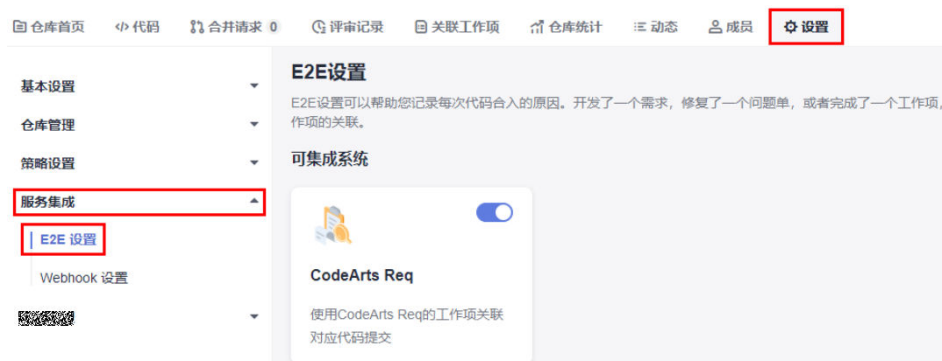 仓库首页 代码 合并请求 0 评审记录 关联工作项 仓库统计 动态 成员 设置
基本设置
仓库管理
策略设置
服务集成
E2E 设置
Webhook 设置
E2E设置
E2E设置可以帮助您记录每次代码合入的原因。开发了一个需求，修复了一个问题单，或者完成了一个工作项，
作项的关联。
可集成系统
CodeArts Req
使用CodeArts Req的工作项关联
对应代码提交